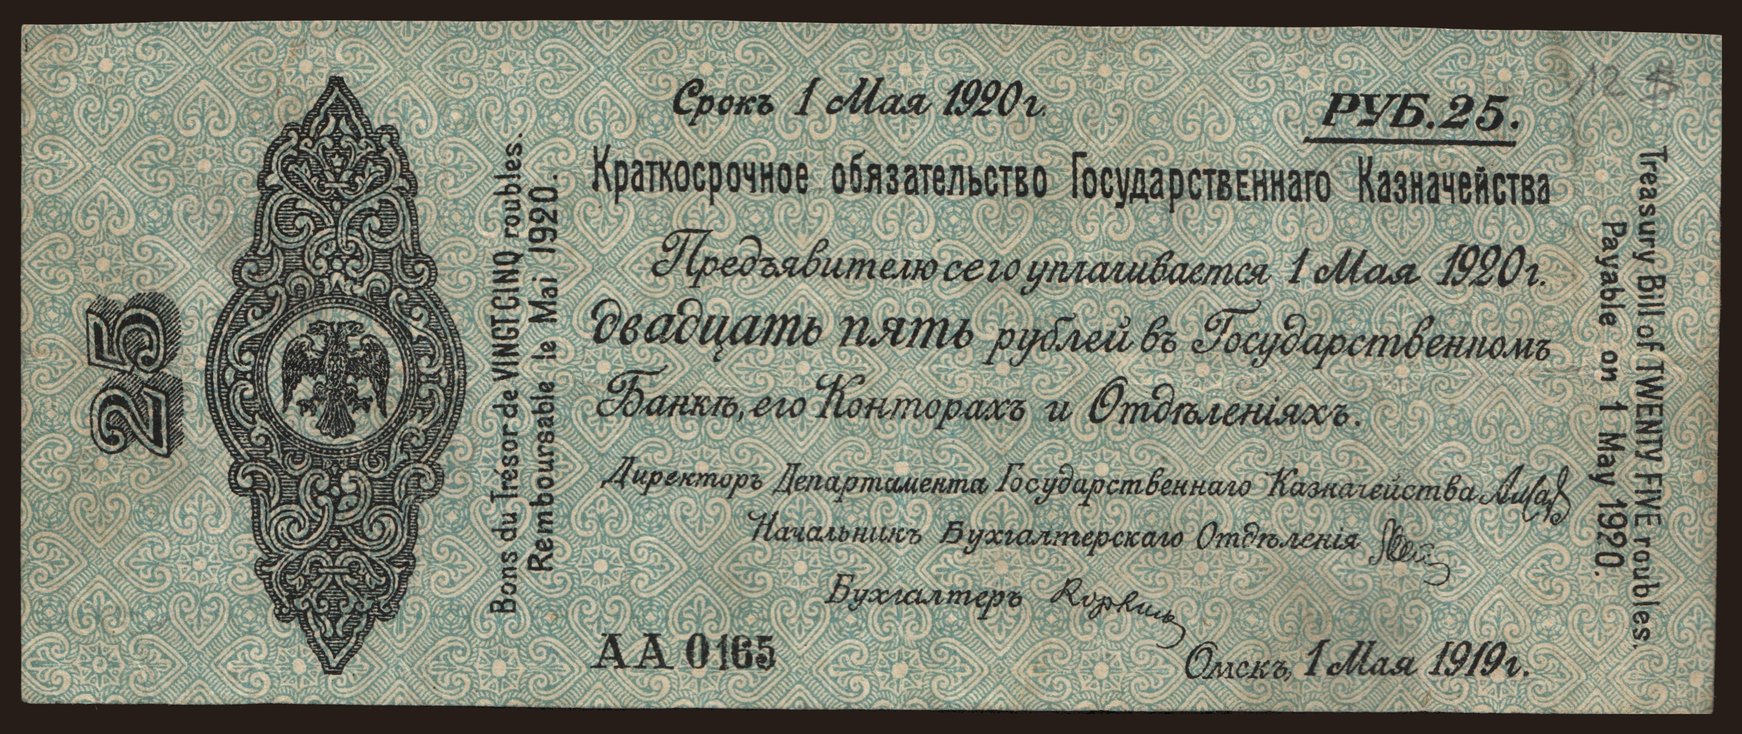 12 $
Срокъ 1 Мая 1920 г.
РУБ. 25.
Краткосрочное обязательство Государственнаго Казначейства
Предъявителю сего уплачивается 1 Мая 1920 г.
двадцать пять рублей въ Государственномъ
Банкѣ, его Конторахъ и Отдѣленіяхъ.
Директоръ Департамента Государственнаго Казначейства
Начальникъ Бухгалтерскаго Отдѣленія
Бухгалтеръ
АА 0165
Омскъ, 1 Мая 1919 г.
25
Bons du Trésor de VINGT CINQ roubles.
Remboursable le Mai 1920.
Treasury Bill of TWENTY FIVE roubles.
Payable on 1 May 1920.